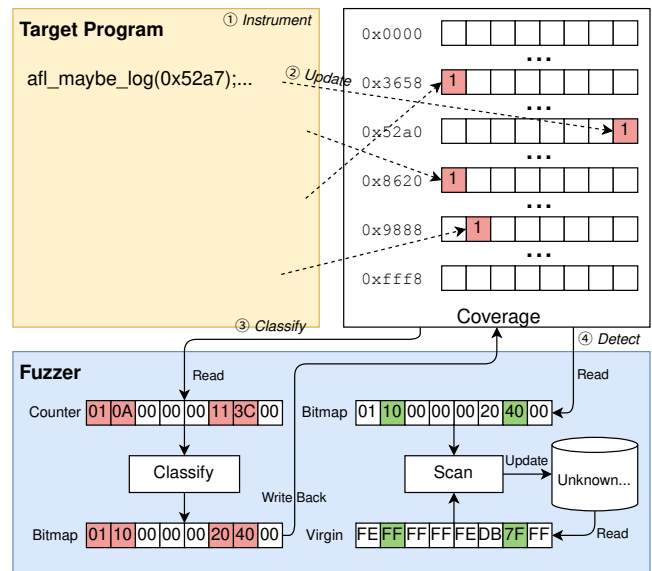 Target Program
① Instrument
afl_maybe_log(0x52a7);...
② Update
0x0000
...
0x3658 1
...
0x52a0 1
...
0x8620 1
...
0x9888 1
...
0xfff8
Coverage
③ Classify
④ Detect
Fuzzer
Read
Read
Counter 01 0A 00 00 00 11 3C 00
Bitmap 01 10 00 00 00 20 40 00
Classify
Scan
Update
Unknown...
Write Back
Read
Bitmap 01 10 00 00 00 20 40 00
Virgin FE FF FF FF FE DB 7F FF